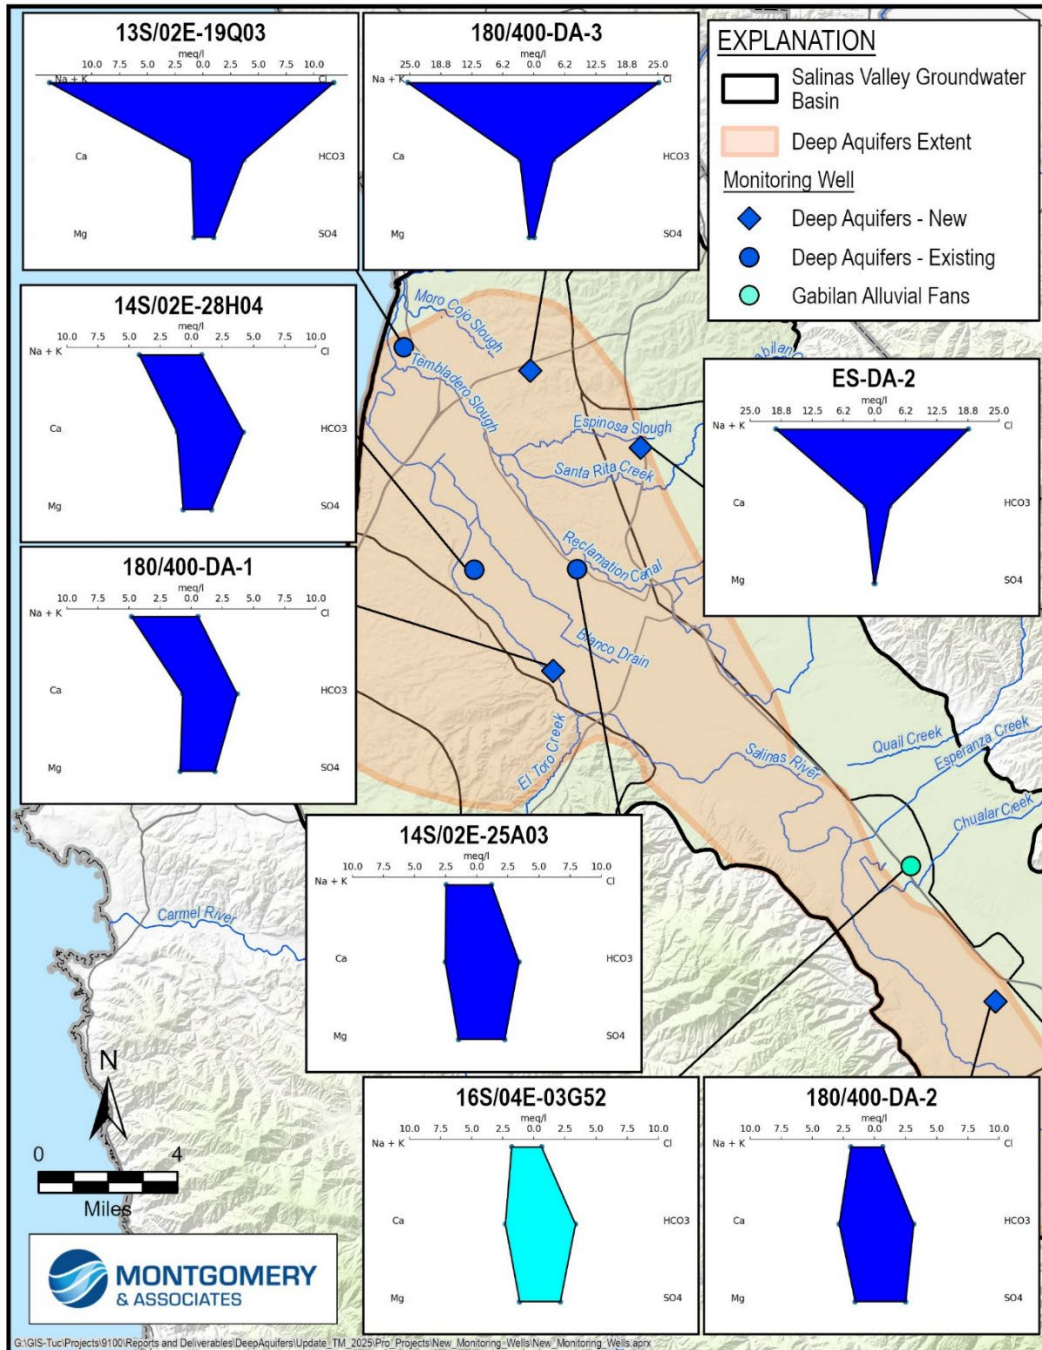 13S/02E-19Q03
meq/l
10.0 5.0 0.0 5.0 10.0
Na + K Cl
Ca HCO3
Mg SO4
180/400-DA-3
meq/l
25.0 18.8 12.5 6.2 0.0 6.2 12.5 18.8 25.0
Na + K Cl
Ca HCO3
Mg SO4
EXPLANATION
Salinas Valley Groundwater
Basin
Deep Aquifers Extent
Monitoring Well
Deep Aquifers - New
Deep Aquifers - Existing
Gabilan Alluvial Fans
14S/02E-28H04
meq/l
10.0 7.5 5.0 2.5 0.0 2.5 5.0 7.5 10.0
Na + K Cl
Ca HCO3
Mg SO4
Moro Cojo Slough
Tembladero Slough
Espinosa Slough
Santa Rita Creek
ES-DA-2
meq/l
25.0 18.8 12.5 6.2 0.0 6.2 12.5 18.8 25.0
Na + K Cl
Ca HCO3
Mg SO4
180/400-DA-1
meq/l
10.0 7.5 5.0 2.5 0.0 2.5 5.0 7.5 10.0
Na + K Cl
Ca HCO3
Mg SO4
Reclamation Canal
Blanco Drain
El Toro Creek
Salinas River
Quail Creek
Esperanza Creek
Chualar Creek
14S/02E-25A03
meq/l
10.0 7.5 5.0 2.5 0.0 2.5 5.0 7.5 10.0
Na + K Cl
Ca HCO3
Mg SO4
Carmel River
N
0 4
Miles
16S/04E-03G52
meq/l
10.0 7.5 5.0 2.5 0.0 2.5 5.0 7.5 10.0
Na + K Cl
Ca HCO3
Mg SO4
180/400-DA-2
meq/l
10.0 7.5 5.0 2.5 0.0 2.5 5.0 7.5 10.0
Na + K Cl
Ca HCO3
Mg SO4
MONTGOMERY
& ASSOCIATES
G:\GIS-Tuc\Projects\9100\Reports and Deliverables\DeepAquifers\Update_TM_2025\Pro_Projects\New_Monitoring_Wells\New_Monitoring_Wells.aprx